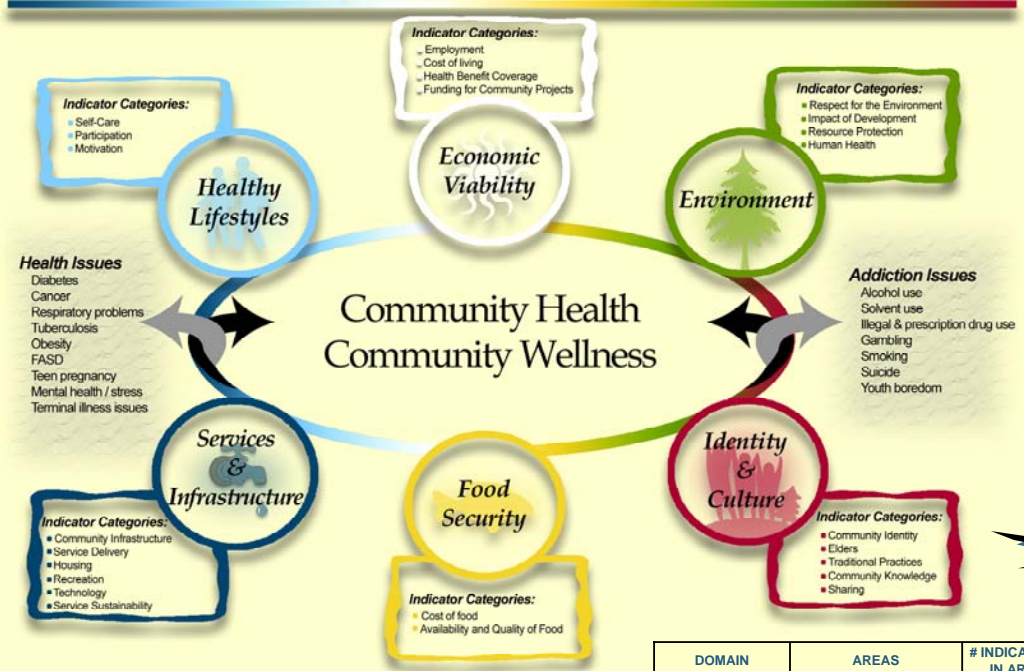 Indicator Categories:
Employment
Cost of living
Health Benefit Coverage
Funding for Community Projects
Indicator Categories:
Self-Care
Participation
Motivation
Indicator Categories:
Respect for the Environment
Impact of Development
Resource Protection
Human Health
Healthy
Lifestyles
Economic
Viability
Environment
Health Issues
Diabetes
Cancer
Respiratory problems
Tuberculosis
Obesity
FASD
Teen pregnancy
Mental health / stress
Terminal illness issues
Community Health
Community Wellness
Addiction Issues
Alcohol use
Solvent use
Illegal & prescription drug use
Gambling
Smoking
Suicide
Youth boredom
Services
&
Infrastructure
Food
Security
Identity
&
Culture
Indicator Categories:
Community Infrastructure
Service Delivery
Housing
Recreation
Technology
Service Sustainability
Indicator Categories:
Cost of food
Availability and Quality of Food
Indicator Categories:
Community Identity
Elders
Traditional Practices
Community Knowledge
Sharing
DOMAIN
AREAS
# INDICA
IN AR